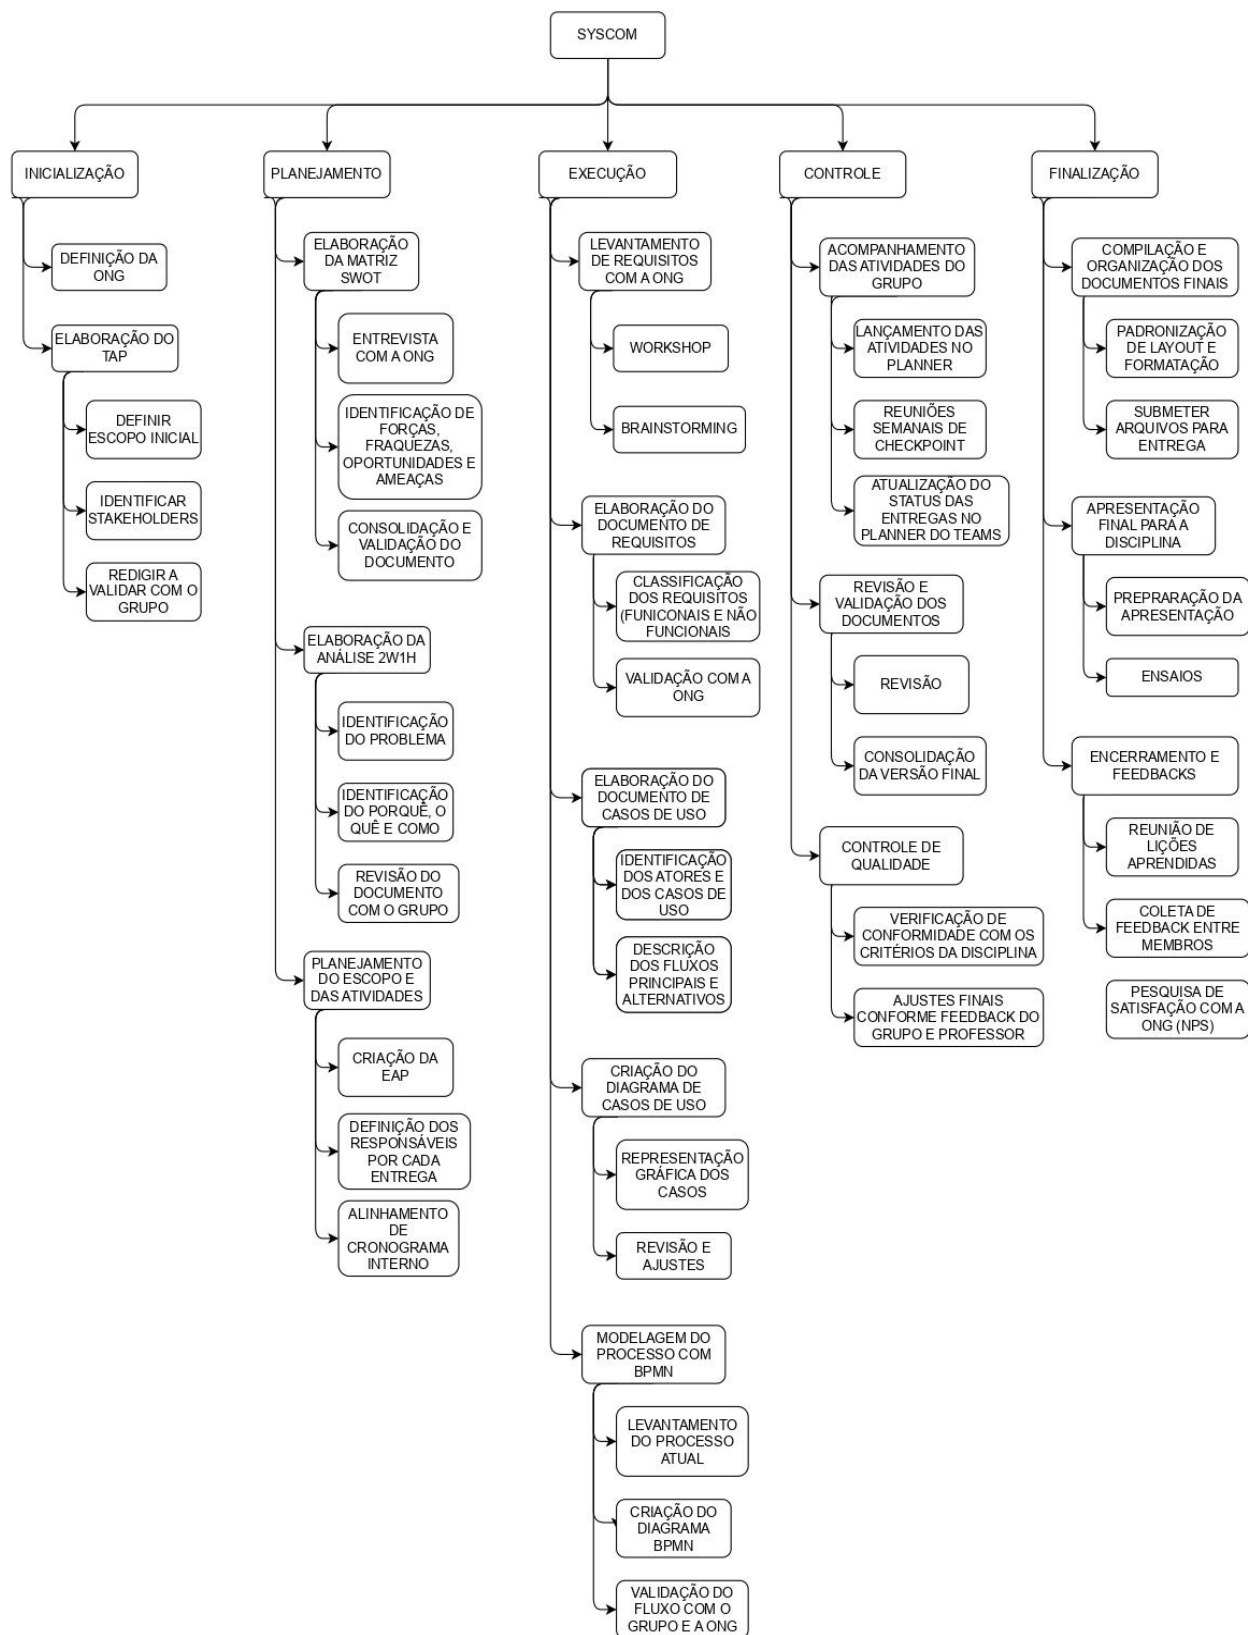 SYSCOM
INICIALIZAÇÃO
DEFINIÇÃO DA
ONG
ELABORAÇÃO DO
TAP
DEFINIR
ESCOPO INICIAL
IDENTIFICAR
STAKEHOLDERS
REDIGIR A
VALIDAR COM O
GRUPO
PLANEJAMENTO
ELABORAÇÃO
DA MATRIZ
SWOT
ENTREVISTA
COM A ONG
IDENTIFICAÇÃO DE
FORÇAS,
FRAQUEZAS,
OPORTUNIDADES E
AMEAÇAS
CONSOLIDAÇÃO E
VALIDAÇÃO DO
DOCUMENTO
ELABORAÇÃO DA
ANÁLISE 2W1H
IDENTIFICAÇÃO
DO PROBLEMA
IDENTIFICAÇÃO
DO PORQUÊ, O
QUÊ E COMO
REVISÃO DO
DOCUMENTO
COM O GRUPO
PLANEJAMENTO
DO ESCOPO E
DAS ATIVIDADES
CRIAÇÃO DA
EAP
DEFINIÇÃO DOS
RESPONSÁVEIS
POR CADA
ENTREGA
ALINHAMENTO
DE
CRONOGRAMA
INTERNO
EXECUÇÃO
LEVANTAMENTO
DE REQUISITOS
COM A ONG
WORKSHOP
BRAINSTORMING
ELABORAÇÃO DO
DOCUMENTO DE
REQUISITOS
CLASSIFICAÇÃO
DOS REQUISITOS
(FUNICONAIS E NÃO
FUNCIONAIS
VALIDAÇÃO COM A
ONG
ELABORAÇÃO DO
DOCUMENTO DE
CASOS DE USO
IDENTIFICAÇÃO
DOS ATORES E
DOS CASOS DE
USO
DESCRIÇÃO
DOS FLUXOS
PRINCIPAIS E
ALTERNATIVOS
CRIAÇÃO DO
DIAGRAMA DE
CASOS DE USO
REPRESENTAÇÃO
GRÁFICA DOS
CASOS
REVISÃO E
AJUSTES
MODELAGEM DO
PROCESSO COM
BPMN
LEVANTAMENTO
DO PROCESSO
ATUAL
CRIAÇÃO DO
DIAGRAMA
BPMN
VALIDAÇÃO DO
FLUXO COM O
GRUPO E A ONG
CONTROLE
ACOMPANHAMENTO
DAS ATIVIDADES DO
GRUPO
LANÇAMENTO DAS
ATIVIDADES NO
PLANNER
REUNIÕES
SEMANAIS DE
CHECKPOINT
ATUALIZAÇÃO DO
STATUS DAS
ENTREGAS NO
PLANNER DO TEAMS
REVISÃO E
VALIDAÇÃO DOS
DOCUMENTOS
REVISÃO
CONSOLIDAÇÃO
DA VERSÃO FINAL
CONTROLE DE
QUALIDADE
VERIFICAÇÃO DE
CONFORMIDADE COM OS
CRITÉRIOS DA DISCIPLINA
AJUSTES FINAIS
CONFORME FEEDBACK DO
GRUPO E PROFESSOR
FINALIZAÇÃO
COMPILAÇÃO E
ORGANIZAÇÃO DOS
DOCUMENTOS FINAIS
PADRONIZAÇÃO
DE LAYOUT E
FORMATAÇÃO
SUBMETER
ARQUIVOS PARA
ENTREGA
APRESENTAÇÃO
FINAL PARA A
DISCIPLINA
PREPRARAÇÃO DA
APRESENTAÇÃO
ENSAIOS
ENCERRAMENTO E
FEEDBACKS
REUNIÃO DE
LIÇÕES
APRENDIDAS
COLETA DE
FEEDBACK ENTRE
MEMBROS
PESQUISA DE
SATISFAÇÃO COM A
ONG (NPS)